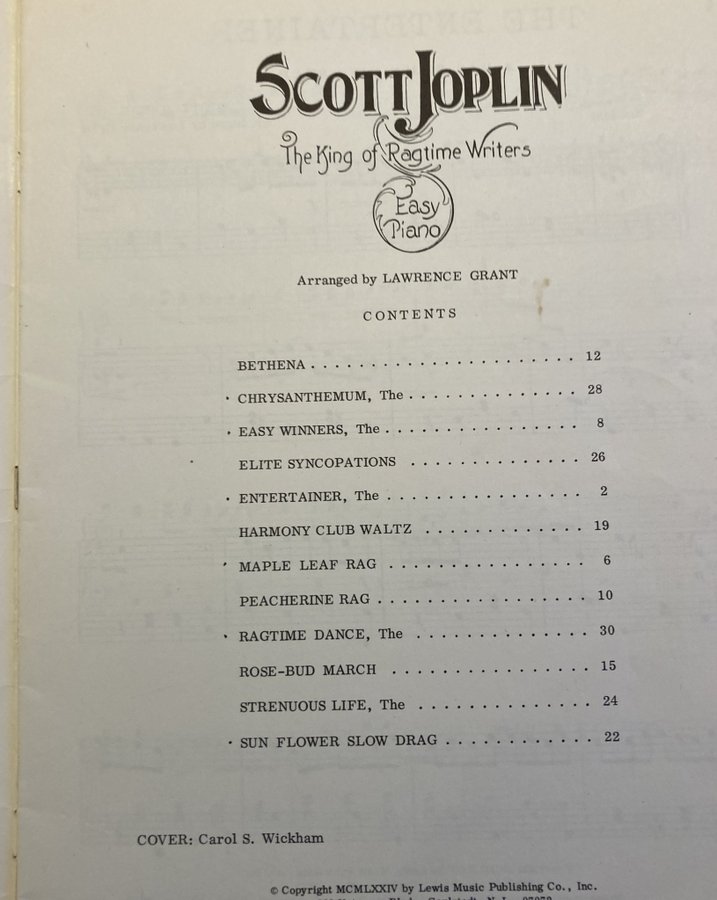 SCOTT JOPLIN
The King of Ragtime Writers
Easy
Piano
Arranged by LAWRENCE GRANT
CONTENTS
BETHENA . . . . . . . . . . . . . . . . . . . . . . 12
· CHRYSANTHEMUM, The . . . . . . . . . . . . . . 28
· EASY WINNERS, The . . . . . . . . . . . . . . . . 8
ELITE SYNCOPATIONS . . . . . . . . . . . . . . 26
· ENTERTAINER, The . . . . . . . . . . . . . . . . 2
HARMONY CLUB WALTZ . . . . . . . . . . . . . 19
· MAPLE LEAF RAG . . . . . . . . . . . . . . . . 6
PEACHERINE RAG . . . . . . . . . . . . . . . . . 10
· RAGTIME DANCE, The . . . . . . . . . . . . . . 30
ROSE-BUD MARCH . . . . . . . . . . . . . . . . 15
STRENUOUS LIFE, The . . . . . . . . . . . . . . 24
· SUN FLOWER SLOW DRAG . . . . . . . . . . . . 22
COVER: Carol S. Wickham
© Copyright MCMLXXIV by Lewis Music Publishing Co., Inc.